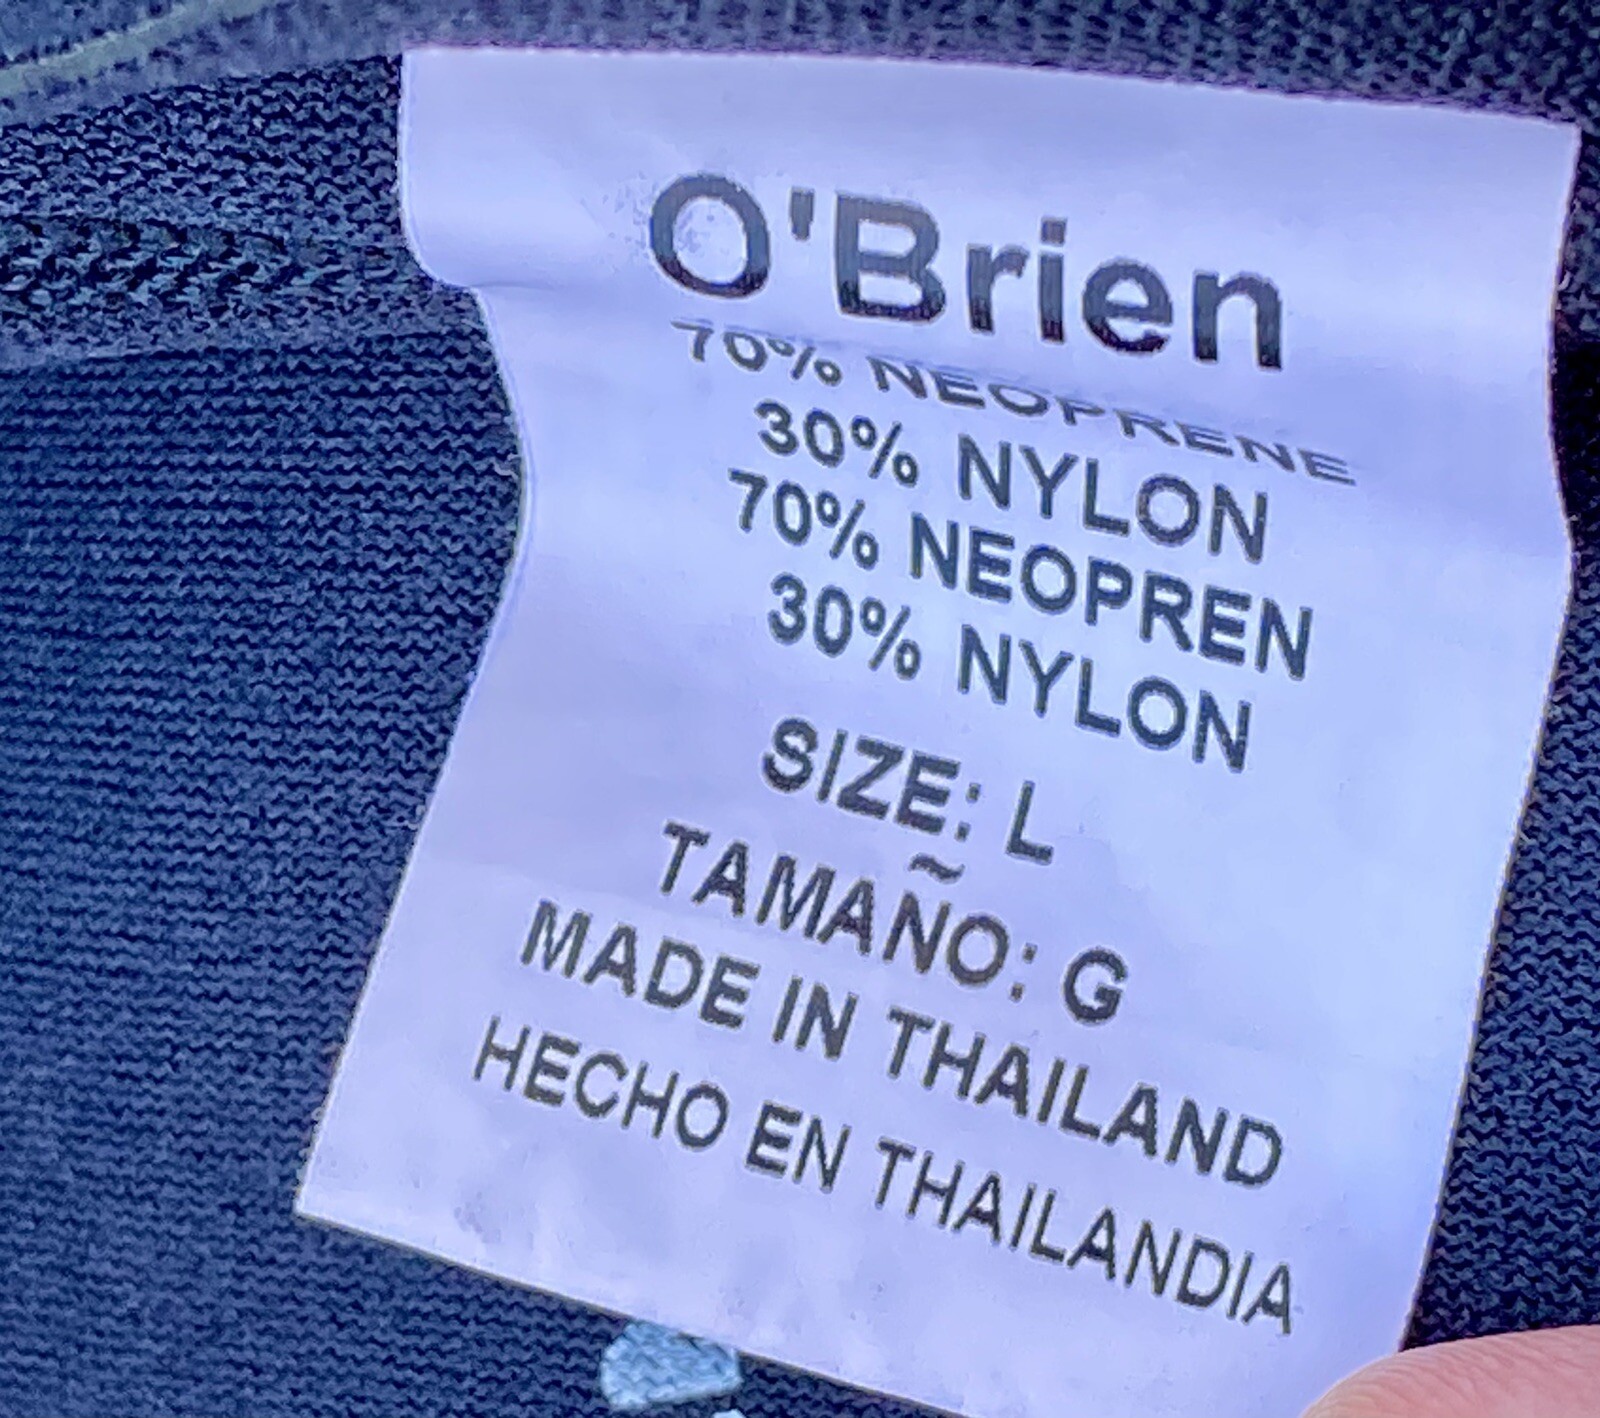 O'Brien
70% NEOPRENE
30% NYLON
70% NEOPREN
30% NYLON
SIZE: L
TAMAÑO: G
MADE IN THAILAND
HECHO EN THAILANDIA